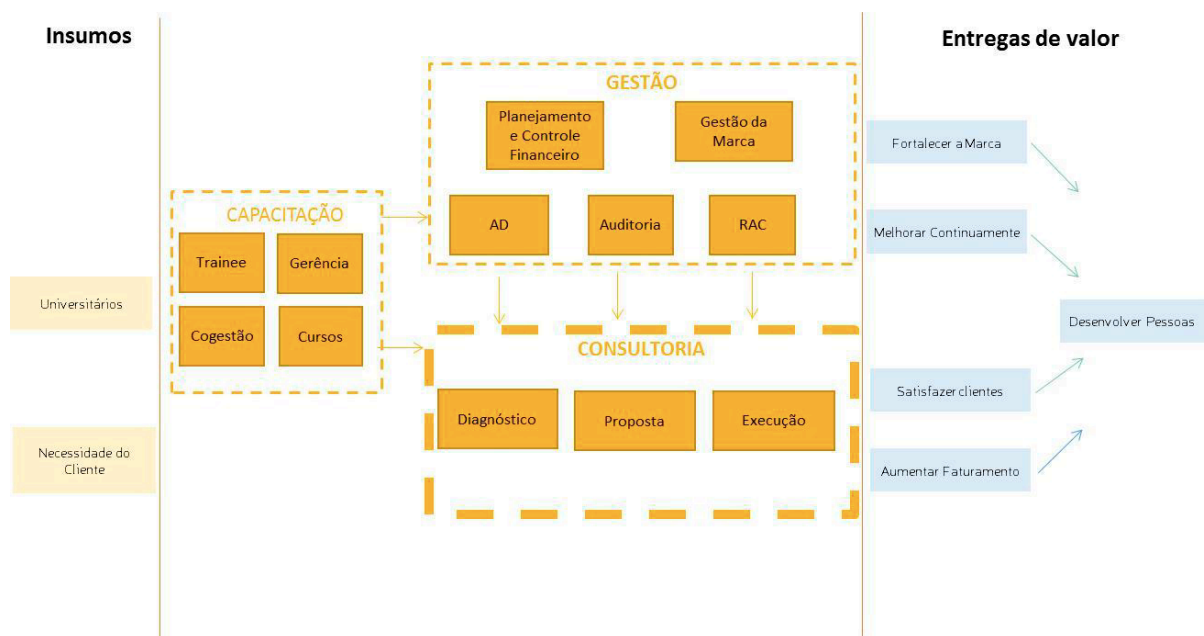 Insumos
Entregas de valor
GESTÃO
Planejamento
e Controle
Financeiro
Gestão da
Marca
Fortalecer a Marca
CAPACITAÇÃO
AD
Auditoria
RAC
Melhorar Continuamente
Trainee
Gerência
Universitários
Cogestão
Cursos
Desenvolver Pessoas
CONSULTORIA
Diagnóstico
Proposta
Execução
Satisfazer clientes
Necessidade do
Cliente
Aumentar Faturamento